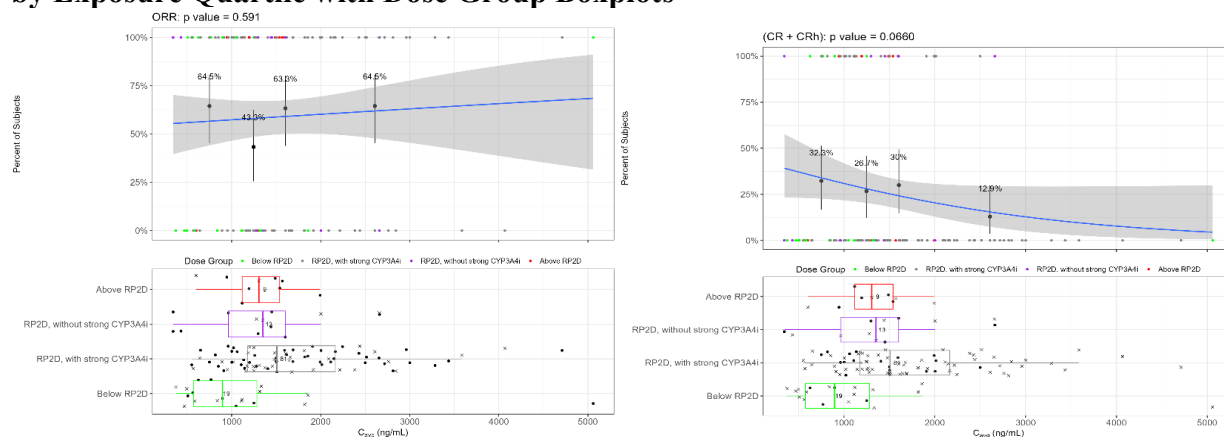 by Exposure Quartile with Dose Group Boxplots
ORR: p value = 0.591
100%
75%
50%
25%
0%
Percent of Subjects
64.5%
43.3%
63.3%
64.5%
Dose Group
Below RP2D
RP2D, with strong CYP3A4i
RP2D, without strong CYP3A4i
Above RP2D
Above RP2D
RP2D, without strong CYP3A4i
RP2D, with strong CYP3A4i
Below RP2D
9
13
19
1000
2000
3000
4000
5000
(ng/mL)
(CR + CRh): p value = 0.0660
100%
75%
50%
25%
0%
Percent of Subjects
32.3%
26.7%
30%
12.9%
Dose Group
Below RP2D
RP2D, with strong CYP3A4i
RP2D, without strong CYP3A4i
Above RP2D
Above RP2D
RP2D, without strong CYP3A4i
RP2D, with strong CYP3A4i
Below RP2D
9
13
19
1000
2000
3000
4000
5000
(ng/mL)